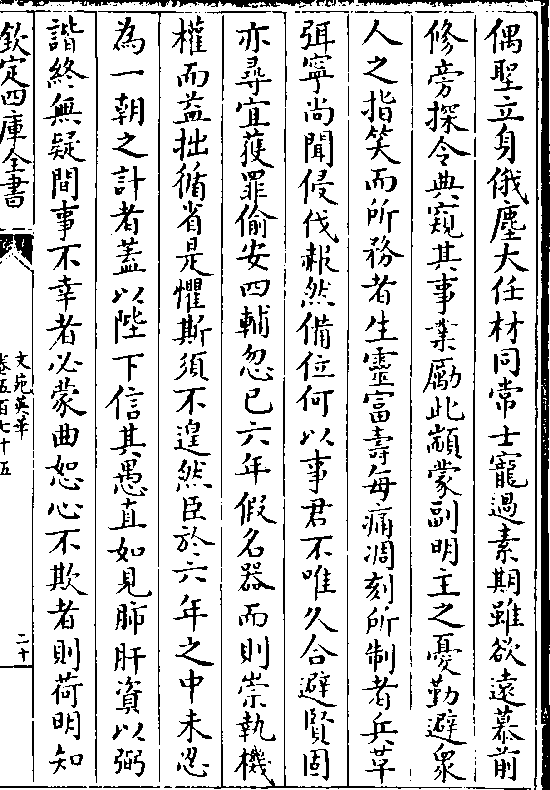 偶聖立身俄塵大任材同常士寵過素期雖欲遠慕前
修旁探令典窺其事業勵此顓蒙副明主之憂勤避衆
人之指笑而所務者生靈富壽每痛凋刻所制者兵革
弭寧尚聞侵伐赧然備位何以事君不唯久合避賢固
亦尋宜獲罪偷安四輔忽已六年假名器而則崇執機
權而益拙循省是懼斯須不遑然臣於六年之中未忍
為一朝之計者蓋以陛下信其愚直如見肺肝資以弼
諧終無疑間事不幸者必蒙曲恕心不欺者則荷明知
欽定四庫全書
文苑英華
卷五百七十五
二十